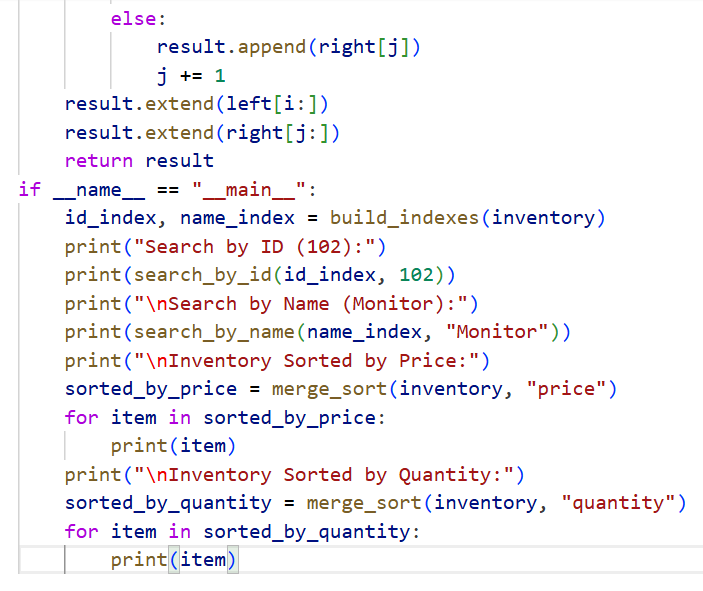 else:
            result.append(right[j])
            j += 1
    result.extend(left[i:])
    result.extend(right[j:])
    return result
if __name__ == "__main__":
    id_index, name_index = build_indexes(inventory)
    print("Search by ID (102):")
    print(search_by_id(id_index, 102))
    print("\nSearch by Name (Monitor):")
    print(search_by_name(name_index, "Monitor"))
    print("\nInventory Sorted by Price:")
    sorted_by_price = merge_sort(inventory, "price")
    for item in sorted_by_price:
        print(item)
    print("\nInventory Sorted by Quantity:")
    sorted_by_quantity = merge_sort(inventory, "quantity")
    for item in sorted_by_quantity:
        print(item)